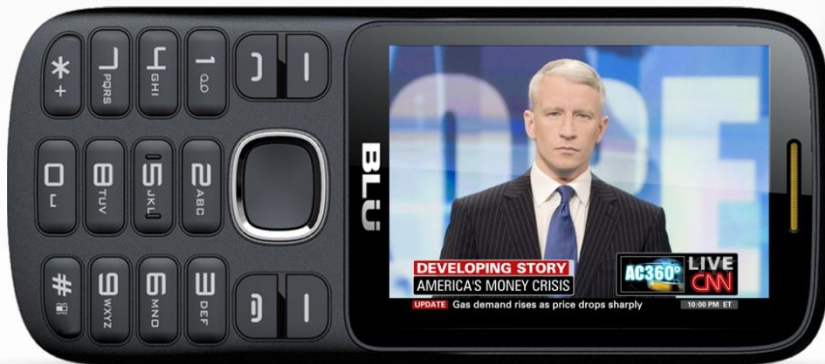 * +
7 PQRS
4 GHI
1
0
8 TUV
5 JKL
2 ABC
#
9 WXYZ
6 MNO
3 DEF
BLU
OPE
DEVELOPING STORY
AMERICA'S MONEY CRISIS
AC360°
LIVE
CNN
UPDATE Gas demand rises as price drops sharply
10:00 PM ET